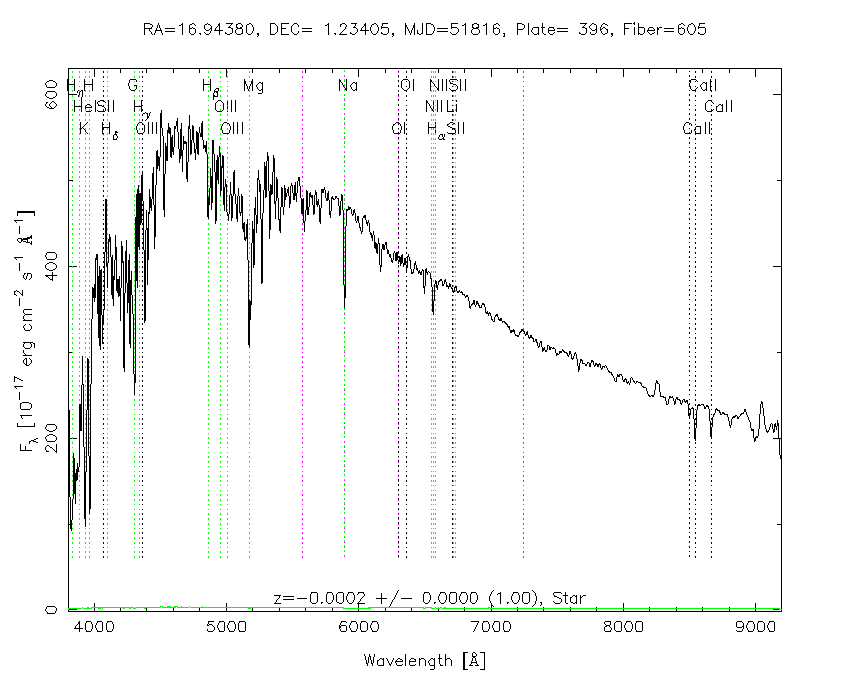 RA=16.94380, DEC= 1.23405, MJD=51816, Plate= 396, Fiber=605
Hη H G Hβ Mg Na OI NII SII CaII
HeI SII Hγ OIII NII Li CaII
K Hδ OIII OIII OI Hα SII CaII
600
400
200
0
Fλ [10⁻¹⁷ erg cm⁻² s⁻¹ Å⁻¹]
z=−0.0002 +/− 0.0000 (1.00), Star
4000 5000 6000 7000 8000 9000
Wavelength [Å]